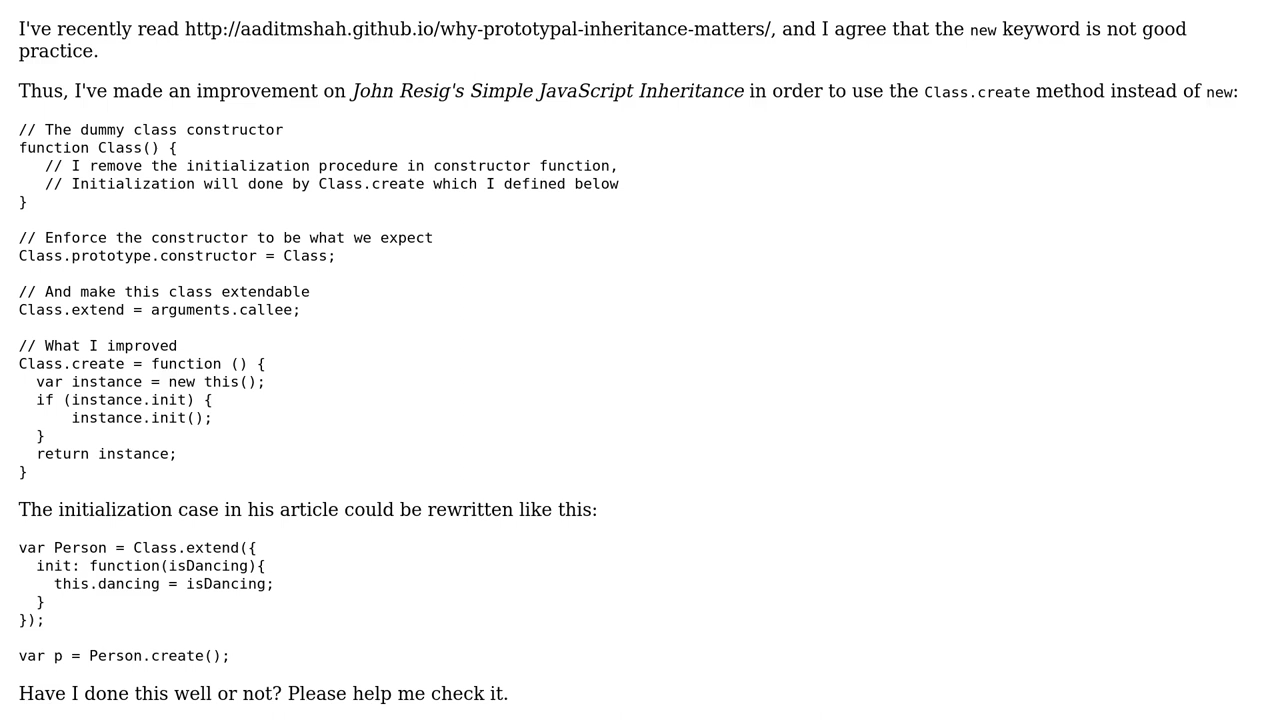 I've recently read http://aaditmshah.github.io/why-prototypal-inheritance-matters/, and I agree that the new keyword is not good
practice.
Thus, I've made an improvement on John Resig's Simple JavaScript Inheritance in order to use the Class.create method instead of new:
// The dummy class constructor
function Class() {
   // I remove the initialization procedure in constructor function,
   // Initialization will done by Class.create which I defined below
}
// Enforce the constructor to be what we expect
Class.prototype.constructor = Class;
// And make this class extendable
Class.extend = arguments.callee;
// What I improved
Class.create = function () {
  var instance = new this();
  if (instance.init) {
      instance.init();
  }
  return instance;
}
The initialization case in his article could be rewritten like this:
var Person = Class.extend({
  init: function(isDancing){
    this.dancing = isDancing;
  }
});
var p = Person.create();
Have I done this well or not? Please help me check it.